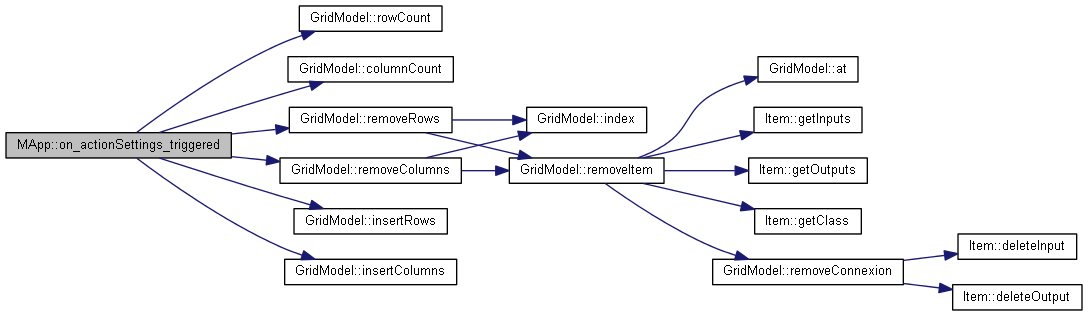 MApp::on_actionSettings_triggered
GridModel::rowCount
GridModel::columnCount
GridModel::removeRows
GridModel::removeColumns
GridModel::insertRows
GridModel::insertColumns
GridModel::index
GridModel::removeItem
GridModel::at
Item::getInputs
Item::getOutputs
Item::getClass
GridModel::removeConnexion
Item::deleteInput
Item::deleteOutput